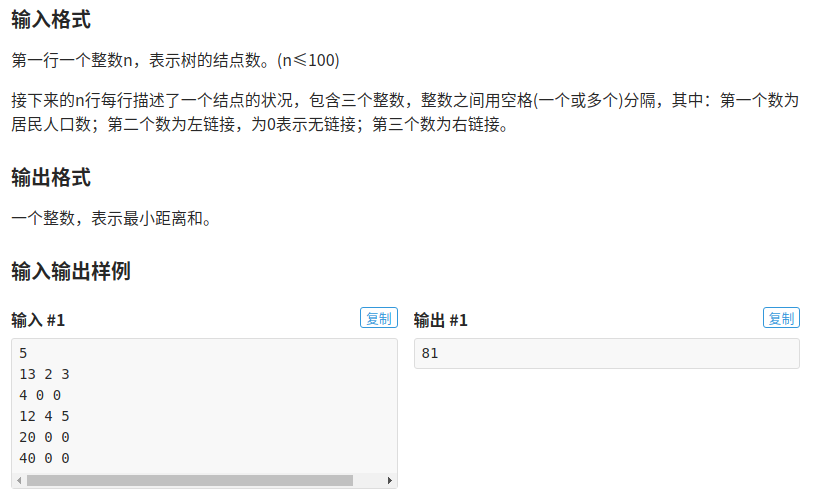 输入格式
第一行一个整数n，表示树的结点数。(n≤100)
接下来的n行每行描述了一个结点的状况，包含三个整数，整数之间用空格(一个或多个)分隔，其中：第一个数为
居民人口数；第二个数为左链接，为0表示无链接；第三个数为右链接。
输出格式
一个整数，表示最小距离和。
输入输出样例
输入 #1
复制
5
13 2 3
4 0 0
12 4 5
20 0 0
40 0 0
输出 #1
复制
81